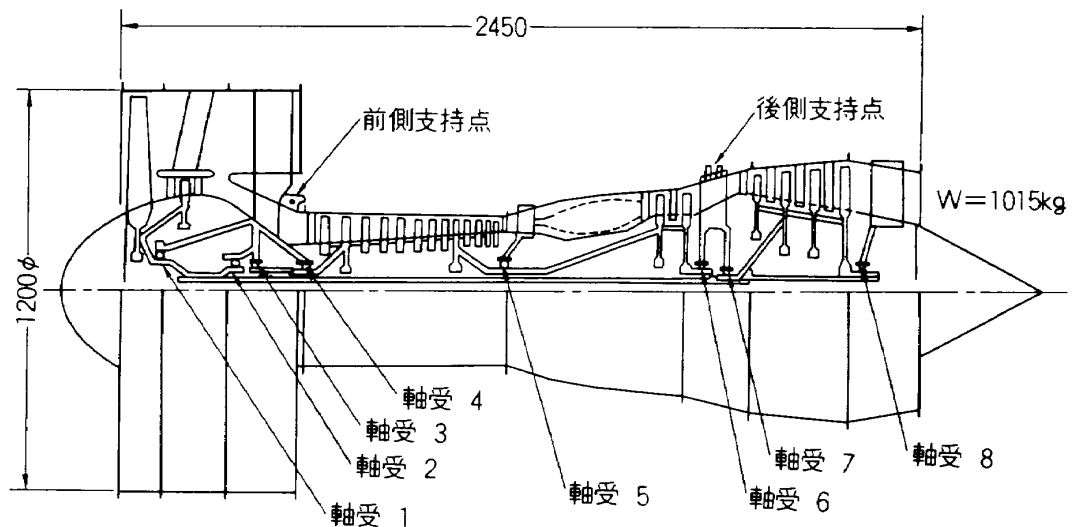 2450
前側支持点
後側支持点
W=1015kg
1200φ
軸受 4
軸受 3
軸受 2
軸受 1
軸受 5
軸受 6
軸受 7
軸受 8